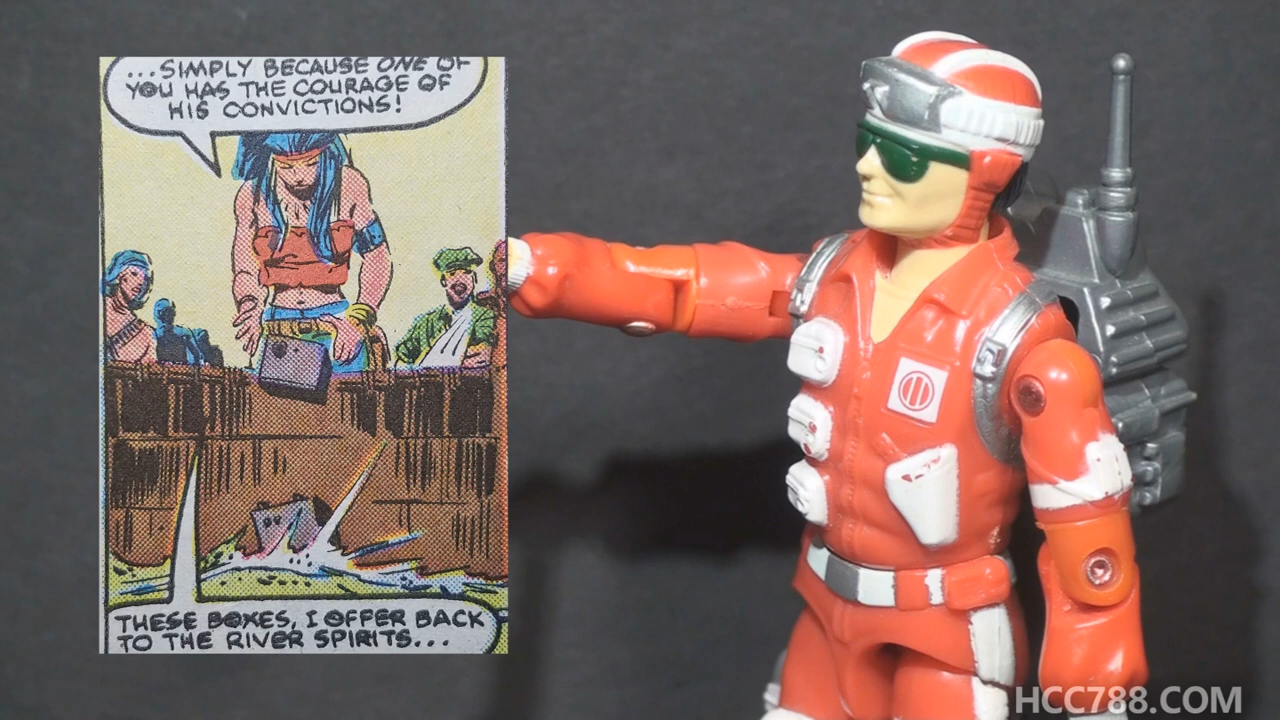 ...SIMPLY BECAUSE ONE OF
YOU HAS THE COURAGE OF
HIS CONVICTIONS!
THESE BOXES, I OFFER BACK
TO THE RIVER SPIRITS...
HCC788.COM